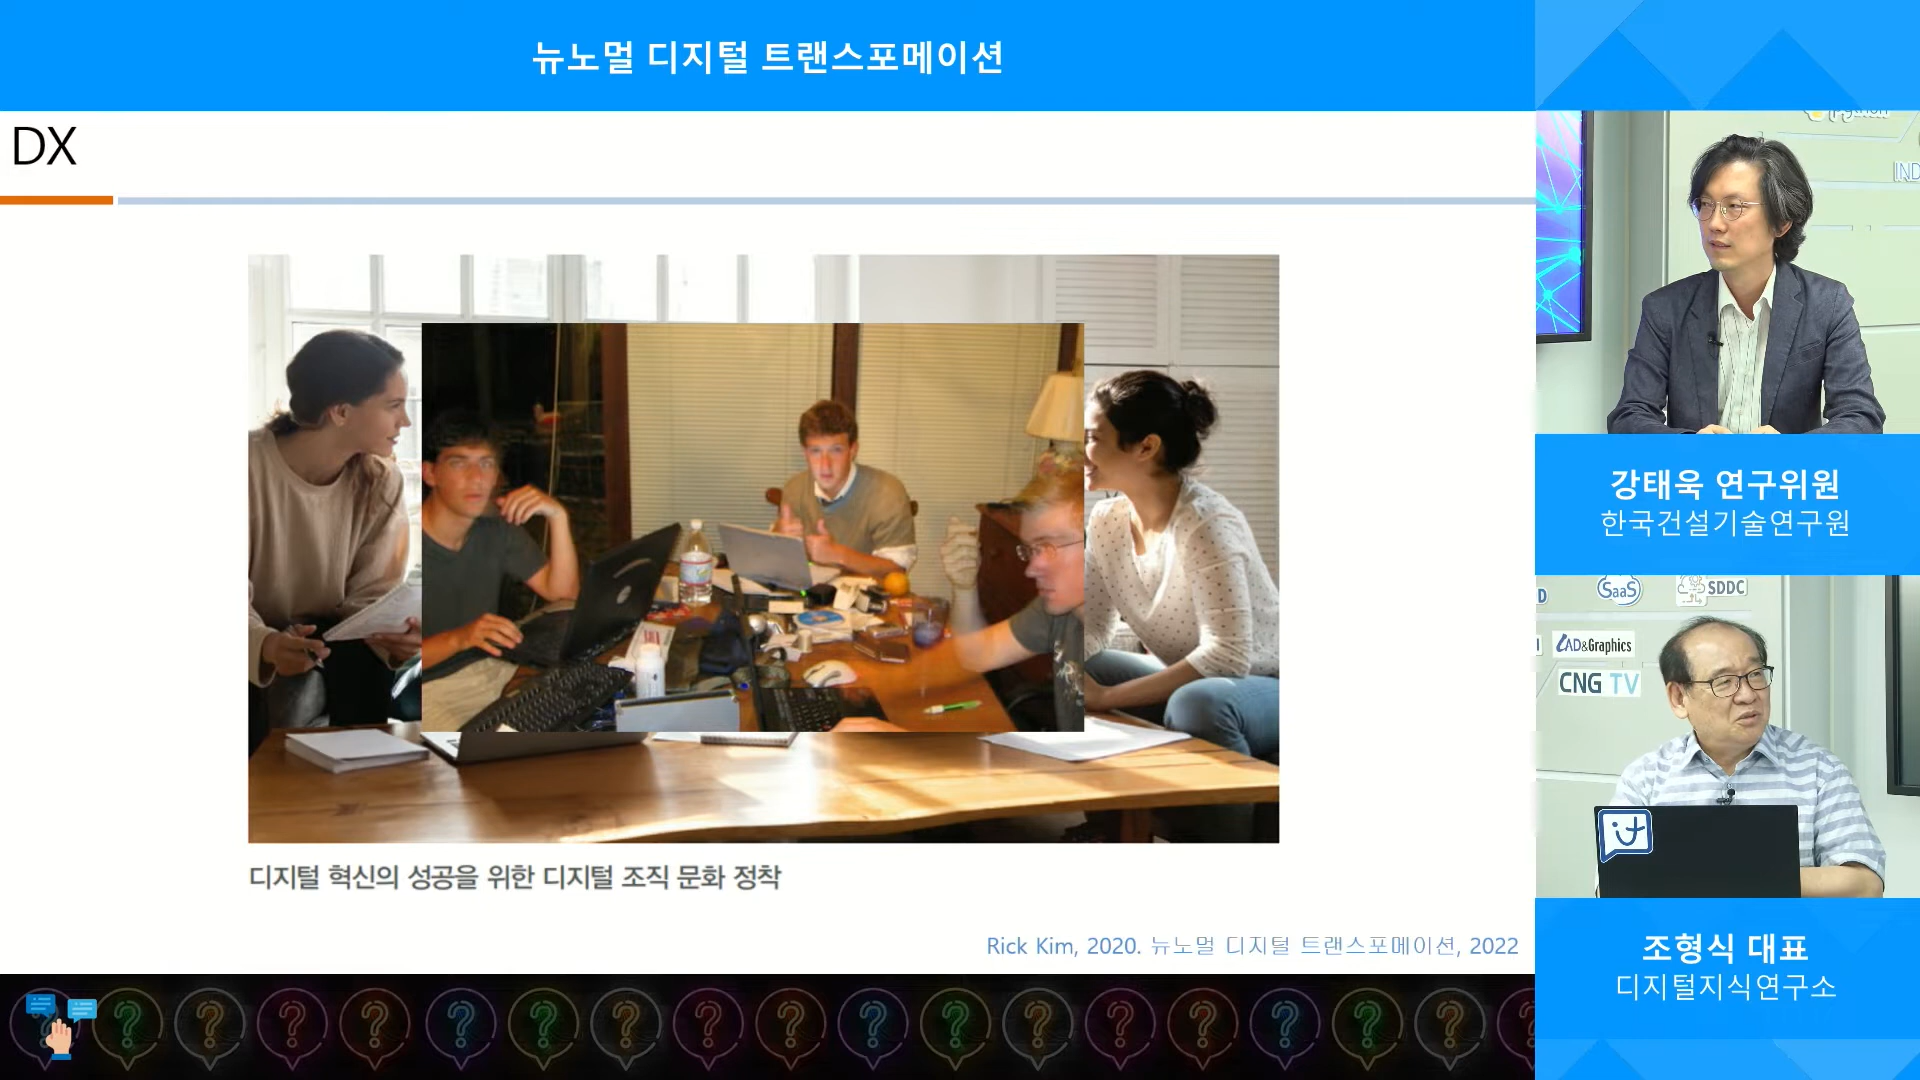 뉴노멀 디지털 트랜스포메이션
DX
디지털 혁신의 성공을 위한 디지털 조직 문화 정착
Rick Kim, 2020. 뉴노멀 디지털 트랜스포메이션, 2022
python
IND
강태욱 연구위원
한국건설기술연구원
SaaS
SDDC
CAD&Graphics
CNG TV
it
조형식 대표
디지털지식연구소